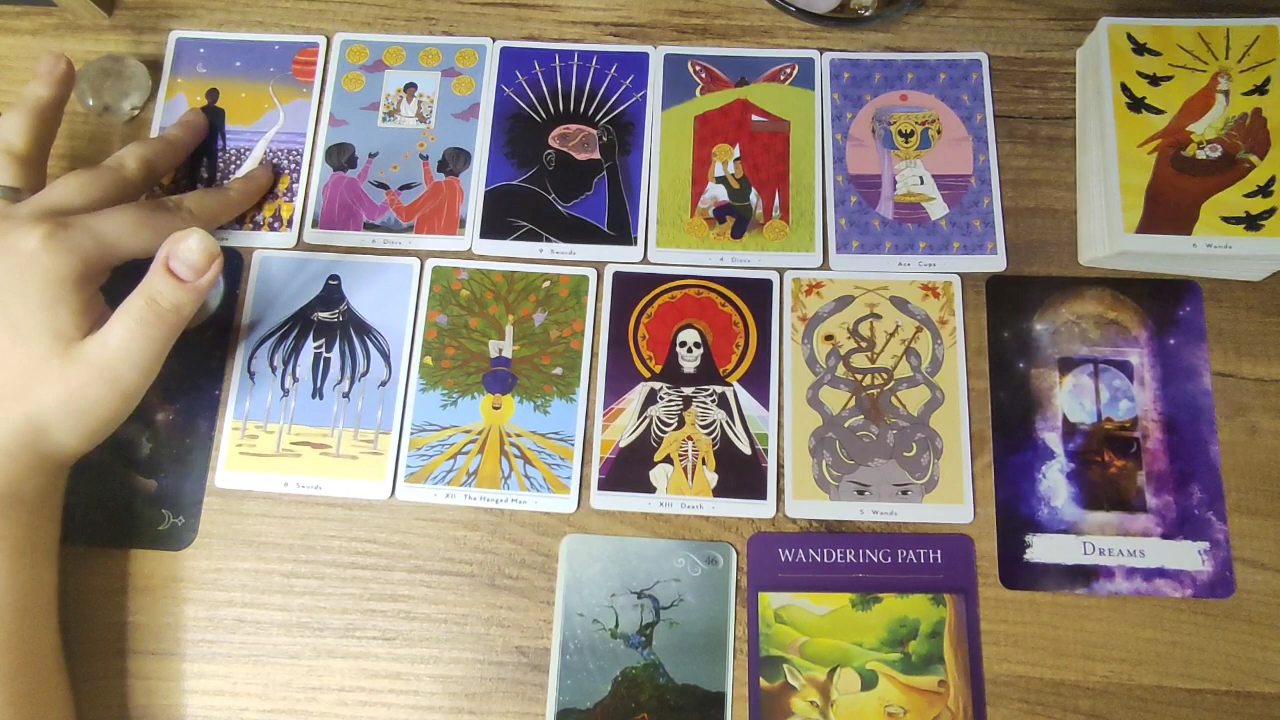 6 Discs
9 Swords
4 Discs
Ace Cups
6 Wands
8 Swords
XII The Hanged Man
XIII Death
5 Wands
DREAMS
46
WANDERING PATH